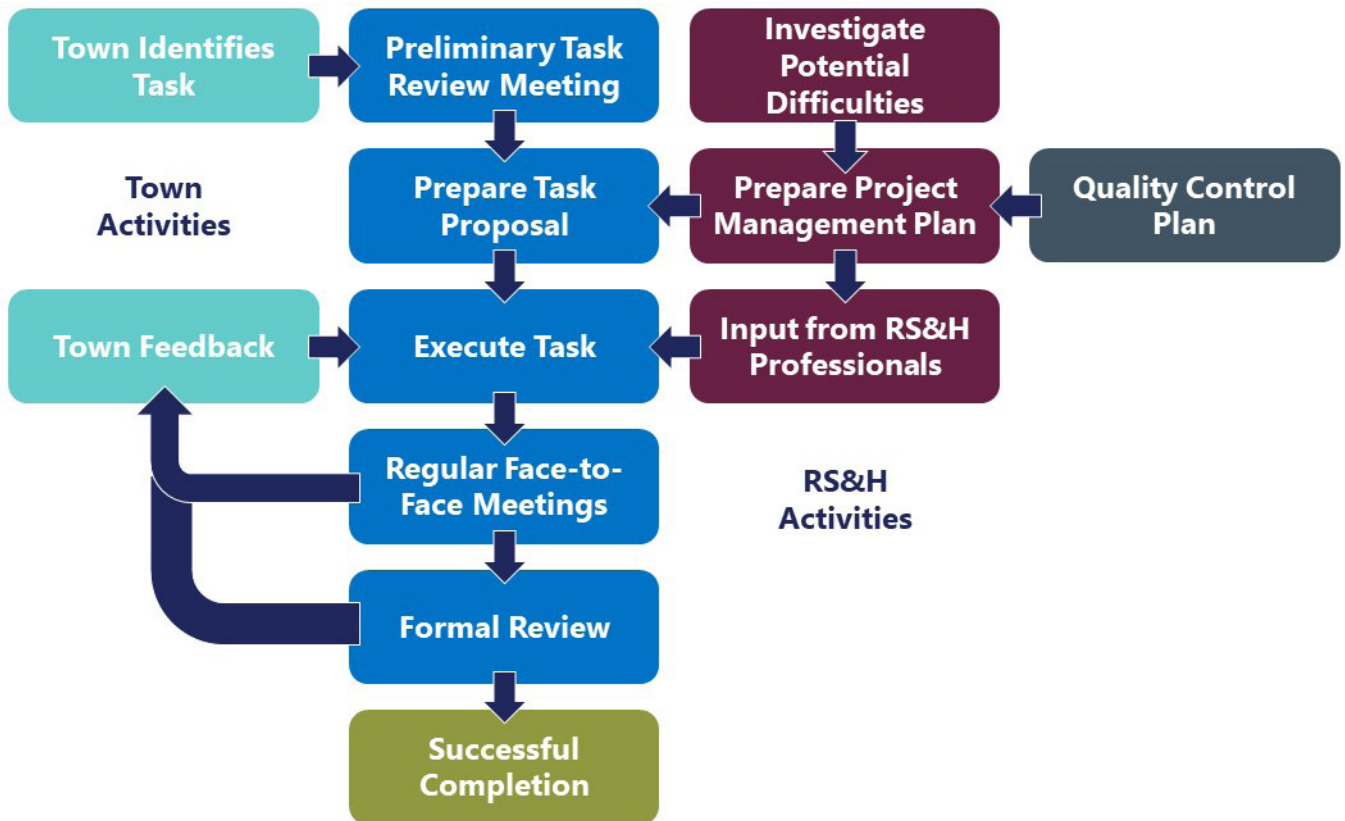 Town Identifies
Task
Preliminary Task
Review Meeting
Investigate
Potential
Difficulties
Town
Activities
Prepare Task
Proposal
Prepare Project
Management Plan
Quality Control
Plan
Town Feedback
Execute Task
Input from RS&H
Professionals
Regular Face-to-
Face Meetings
RS&H
Activities
Formal Review
Successful
Completion